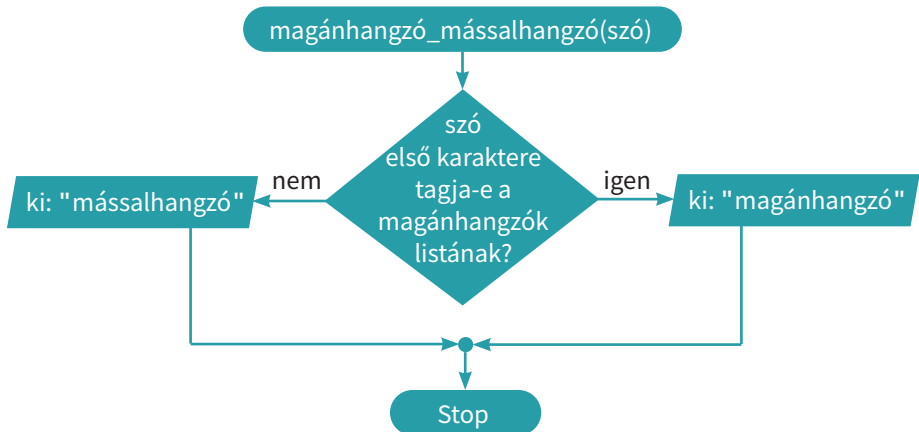 magánhangzó_mássalhangzó(szó)
szó
első karaktere
tagja-e a
magánhangzók
listának?
nem
igen
ki: "mássalhangzó"
ki: "magánhangzó"
Stop